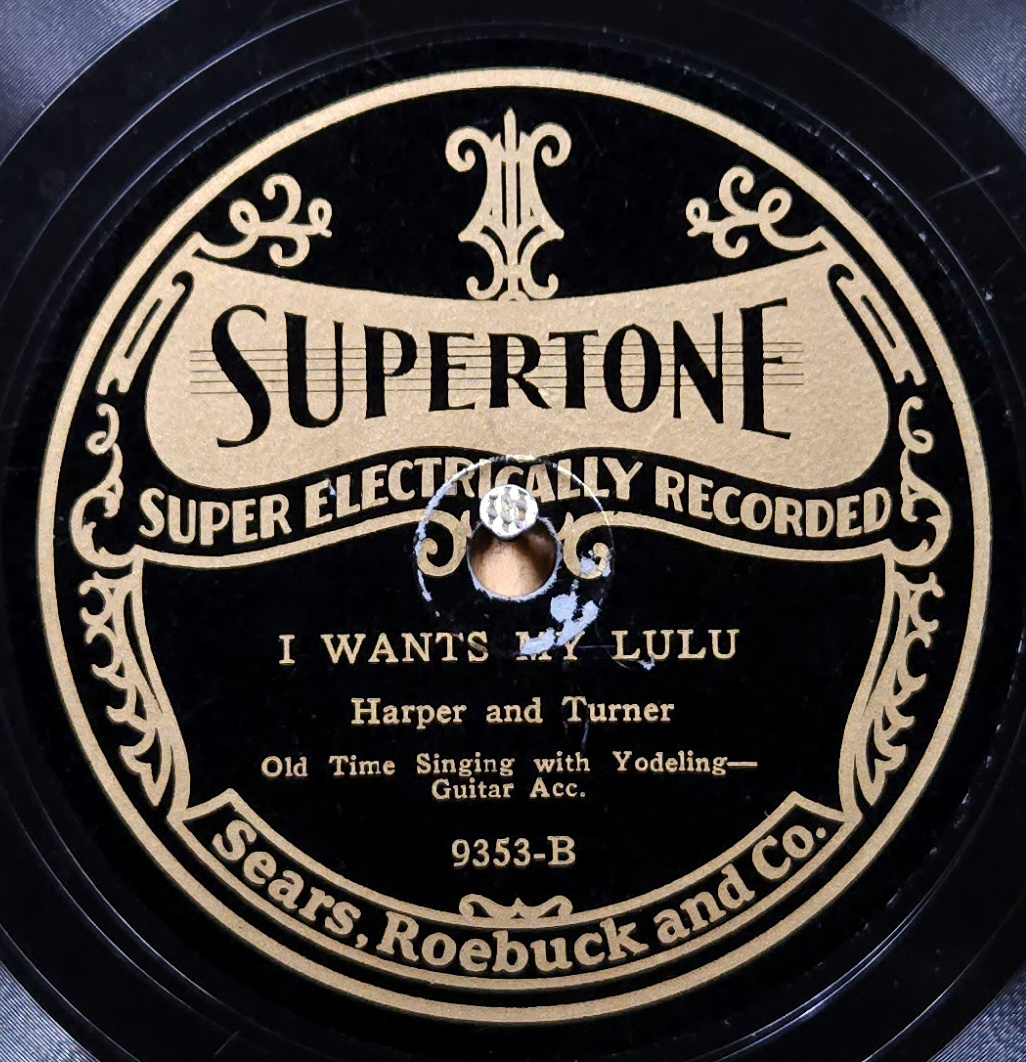 SUPERTONE
SUPER ELECTRICALLY RECORDED
I WANTS MY LULU
Harper and Turner
Old Time Singing with Yodeling—
Guitar Acc.
9353-B
Sears, Roebuck and Co.